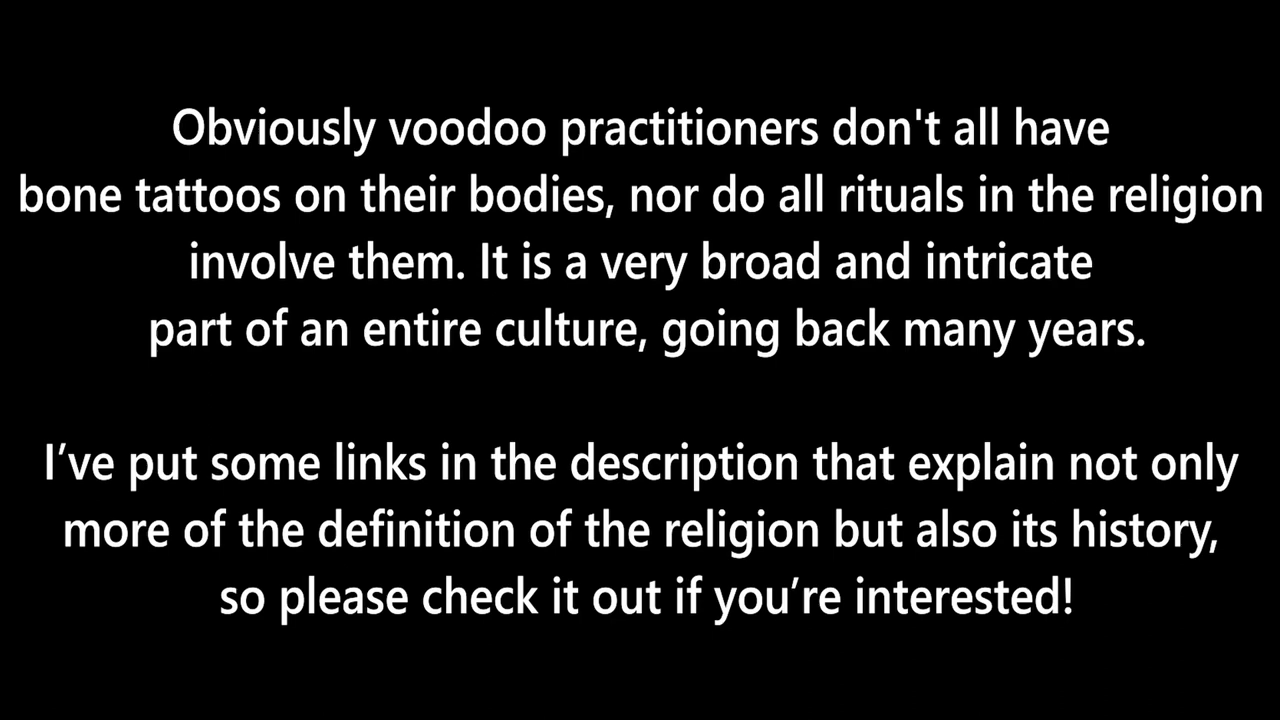 Obviously voodoo practitioners don't all have
bone tattoos on their bodies, nor do all rituals in the religion
involve them. It is a very broad and intricate
part of an entire culture, going back many years.
I’ve put some links in the description that explain not only
more of the definition of the religion but also its history,
so please check it out if you’re interested!